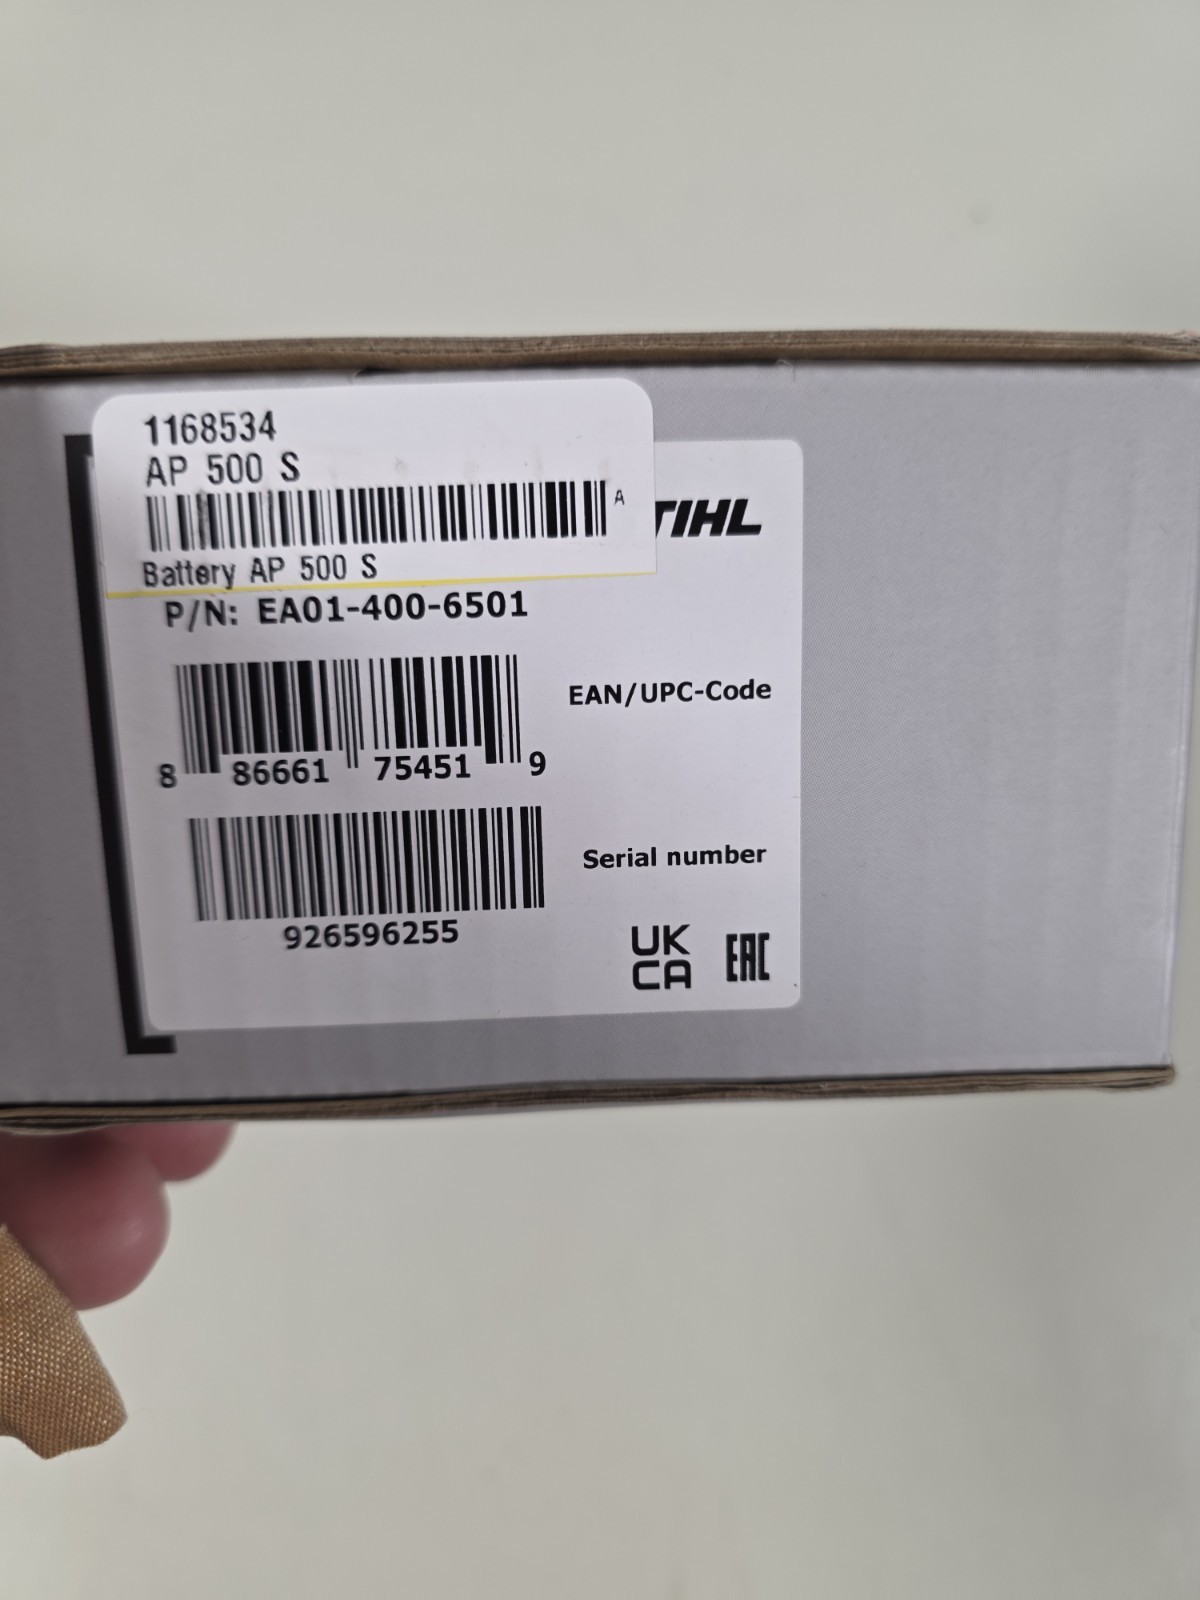 1168534
AP 500 S
A
Battery AP 500 S
TIHL
P/N: EA01-400-6501
EAN/UPC-Code
8 86661 75451 9
Serial number
926596255
UK
CA
EAC